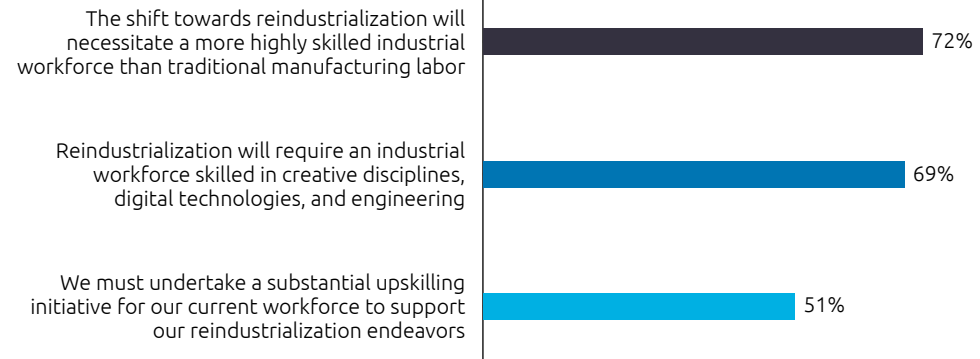 The shift towards reindustrialization will
necessitate a more highly skilled industrial
workforce than traditional manufacturing labor
72%
Reindustrialization will require an industrial
workforce skilled in creative disciplines,
digital technologies, and engineering
69%
We must undertake a substantial upskilling
initiative for our current workforce to support
our reindustrialization endeavors
51%